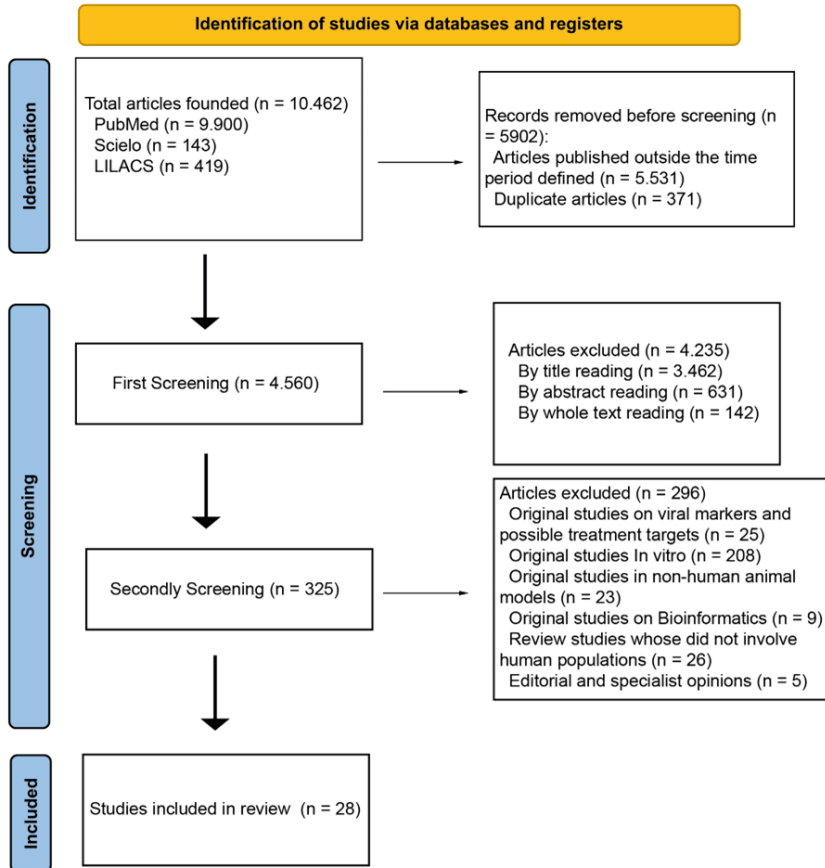 Identification of studies via databases and registers
Identification
Total articles founded (n = 10.462)
PubMed (n = 9.900)
Scielo (n = 143)
LILACS (n = 419)
Records removed before screening (n
= 5902):
Articles published outside the time
period defined (n = 5.531)
Duplicate articles (n = 371)
Screening
First Screening (n = 4.560)
Articles excluded (n = 4.235)
By title reading (n = 3.462)
By abstract reading (n = 631)
By whole text reading (n = 142)
Secondly Screening (n = 325)
Articles excluded (n = 296)
Original studies on viral markers and
possible treatment targets (n = 25)
Original studies In vitro (n = 208)
Original studies in non-human animal
models (n = 23)
Original studies on Bioinformatics (n = 9)
Review studies whose did not involve
human populations (n = 26)
Editorial and specialist opinions (n = 5)
Included
Studies included in review (n = 28)